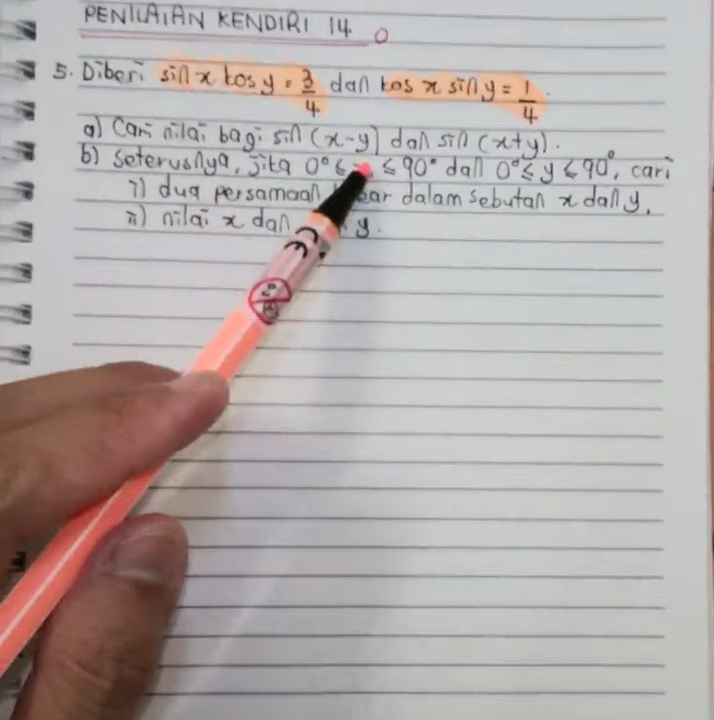 PENILAIAN KENDIRI 14
5. Diberi sin x kos y = 3/4 dan kos x sin y = 1/4.
a) Cari nilai bagi sin (x-y) dan sin (x+y).
b) Seterusnya, jika 0° ≤ ≤ 90° dan 0° ≤ y ≤ 90°, cari
i) dua persamaan dalam sebutan x dan y.
ii) nilai x dan y.